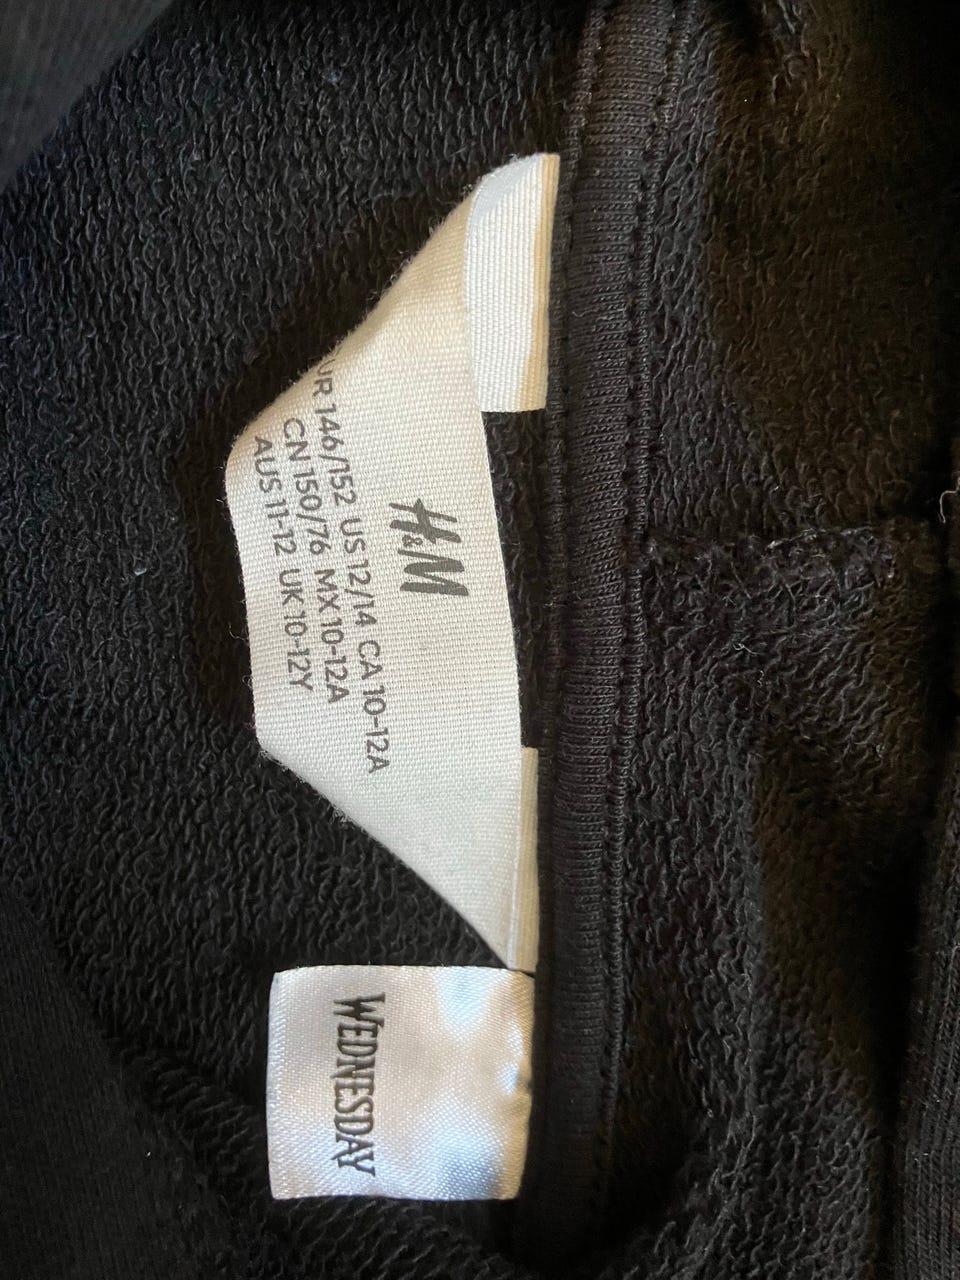 H&M
EUR 146/152 US 12/14 CA 10-12A
CN 150/76 MX 10-12A
AUS 11-12 UK 10-12Y
WEDNESDAY